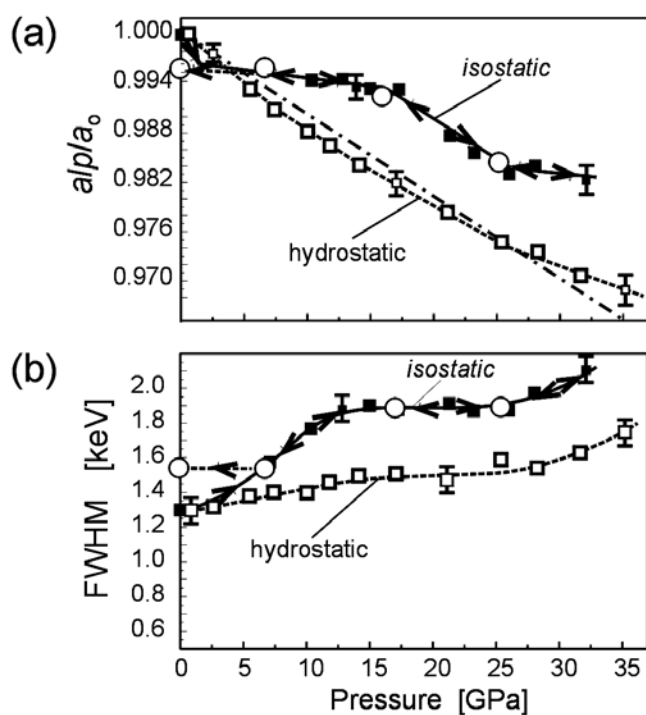 (a)
a/p/a₀
1.000
0.994
0.988
0.982
0.976
0.970
isostatic
hydrostatic
(b)
FWHM [keV]
2.0
1.8
1.6
1.4
1.2
1.0
0.8
0.6
isostatic
hydrostatic
0 5 10 15 20 25 30 35
Pressure [GPa]